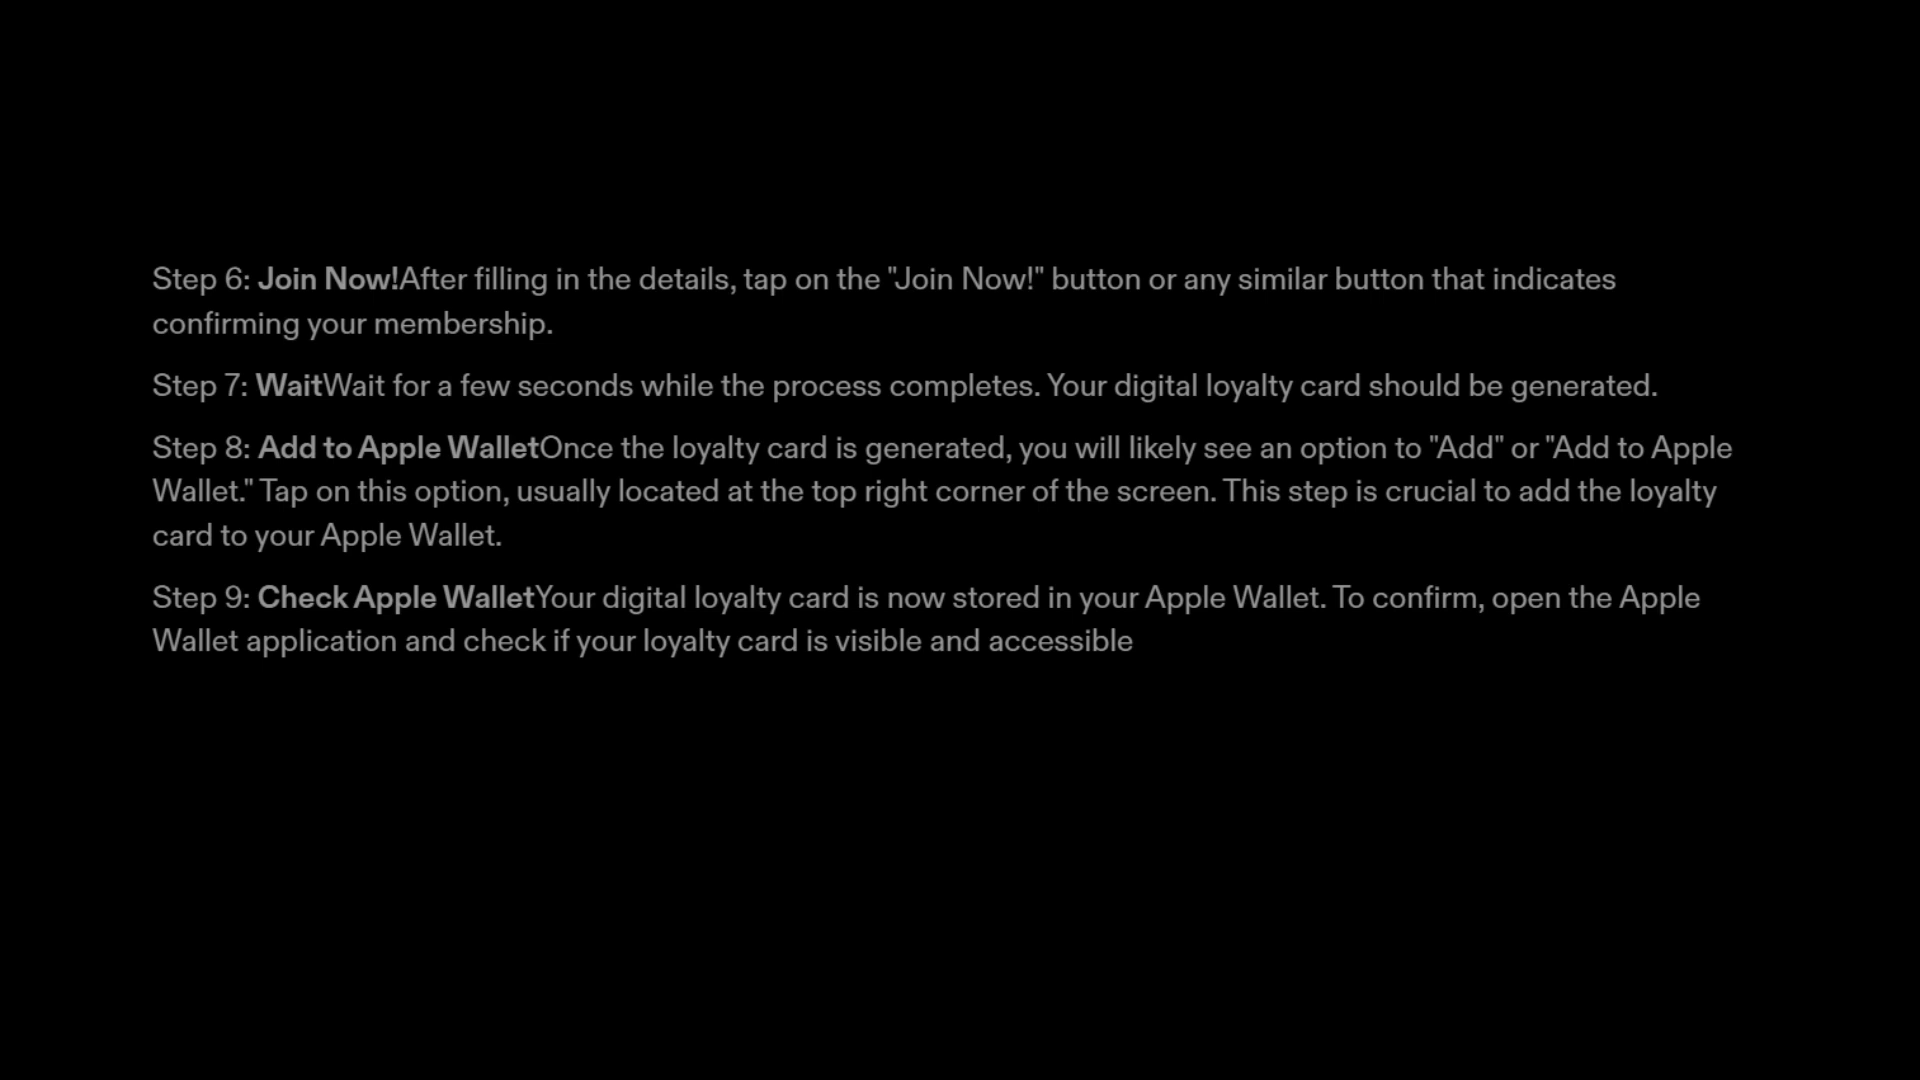 Step 6: Join Now!After filling in the details, tap on the "Join Now!" button or any similar button that indicates
confirming your membership.
Step 7: WaitWait for a few seconds while the process completes. Your digital loyalty card should be generated.
Step 8: Add to Apple WalletOnce the loyalty card is generated, you will likely see an option to "Add" or "Add to Apple
Wallet." Tap on this option, usually located at the top right corner of the screen. This step is crucial to add the loyalty
card to your Apple Wallet.
Step 9: Check Apple WalletYour digital loyalty card is now stored in your Apple Wallet. To confirm, open the Apple
Wallet application and check if your loyalty card is visible and accessible